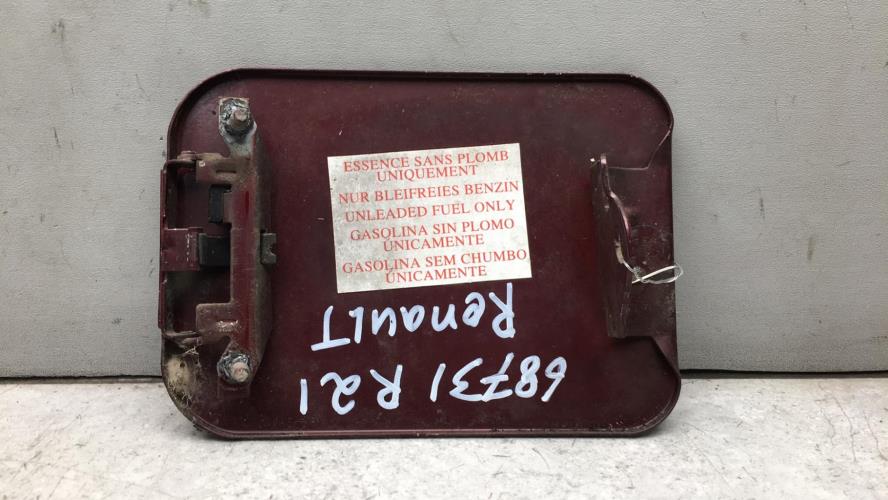 ESSENCE SANS PLOMB
UNIQUEMENT
NUR BLEIFREIES BENZIN
UNLEADED FUEL ONLY
GASOLINA SIN PLOMO
ÚNICAMENTE
GASOLINA SEM CHUMBO
ÚNICAMENTE
68731 R21
Renault